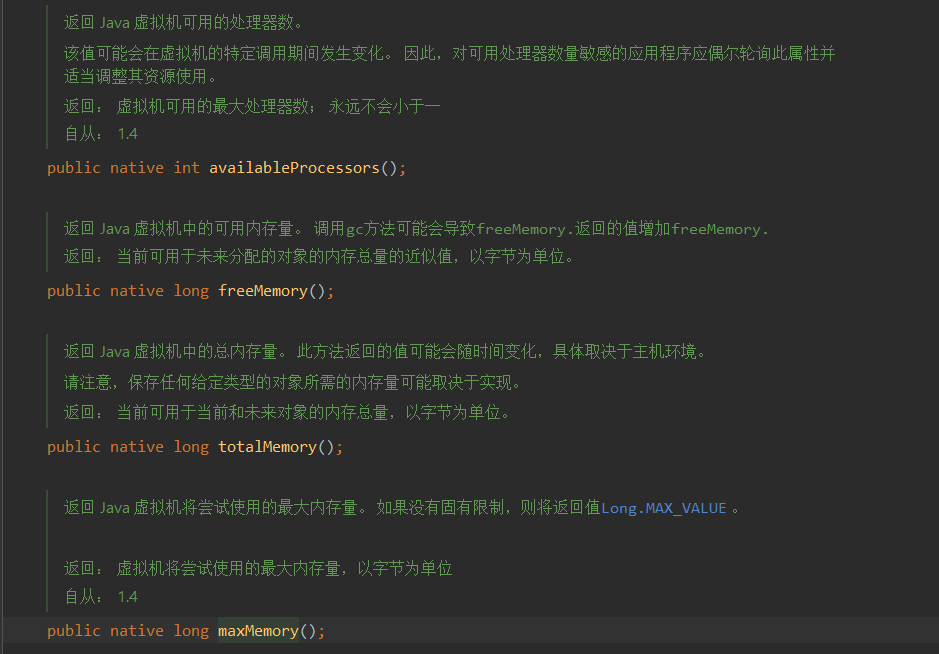 返回 Java 虚拟机可用的处理器数。
该值可能会在虚拟机的特定调用期间发生变化。 因此，对可用处理器数量敏感的应用程序应偶尔轮询此属性并
适当调整其资源使用。
返回： 虚拟机可用的最大处理器数； 永远不会小于一
自从： 1.4
public native int availableProcessors();
返回 Java 虚拟机中的可用内存量。 调用gc方法可能会导致freeMemory.返回的值增加freeMemory.
返回： 当前可用于未来分配的对象的内存总量的近似值，以字节为单位。
public native long freeMemory();
返回 Java 虚拟机中的总内存量。 此方法返回的值可能会随时间变化，具体取决于主机环境。
请注意，保存任何给定类型的对象所需的内存量可能取决于实现。
返回： 当前可用于当前和未来对象的内存总量，以字节为单位。
public native long totalMemory();
返回 Java 虚拟机将尝试使用的最大内存量。 如果没有固有限制，则将返回值Long.MAX_VALUE 。
返回： 虚拟机将尝试使用的最大内存量，以字节为单位
自从： 1.4
public native long maxMemory();